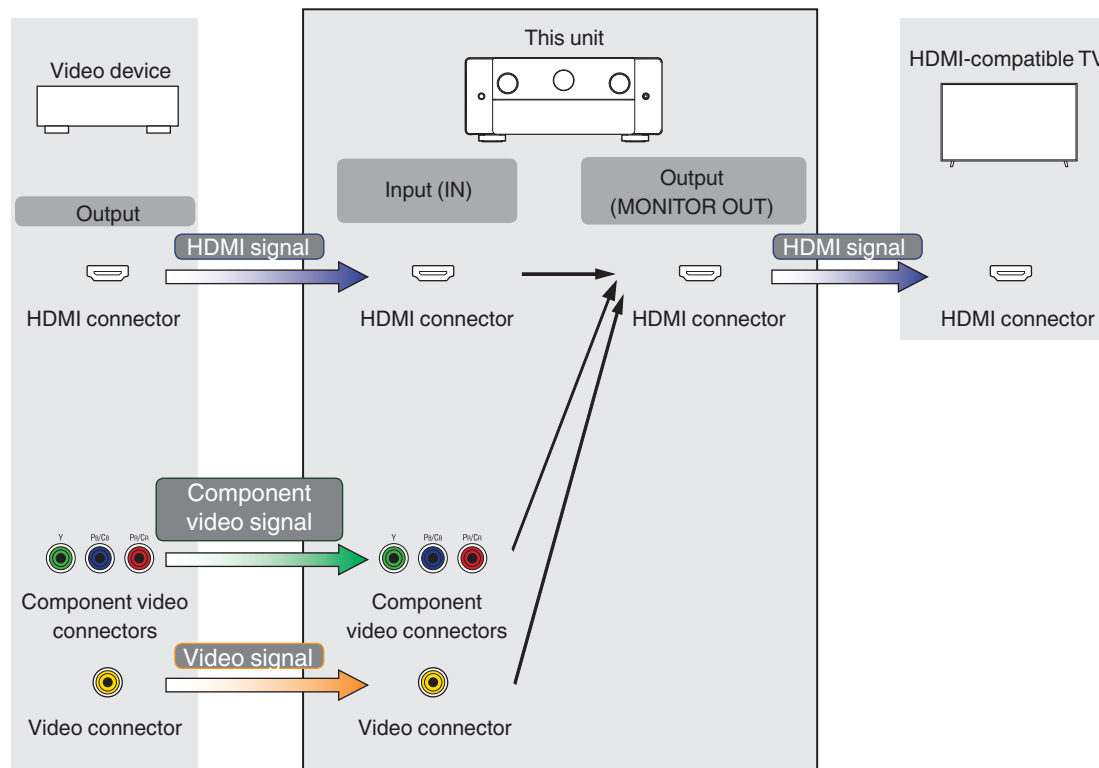 This unit
Video device
HDMI-compatible TV
Input (IN)
Output
(MONITOR OUT)
Output
HDMI signal
HDMI signal
HDMI connector
HDMI connector
HDMI connector
HDMI connector
Component
video signal
Y PB/CB PR/CR
Y PB/CB PR/CR
Component video
connectors
Component
video connectors
Video signal
Video connector
Video connector